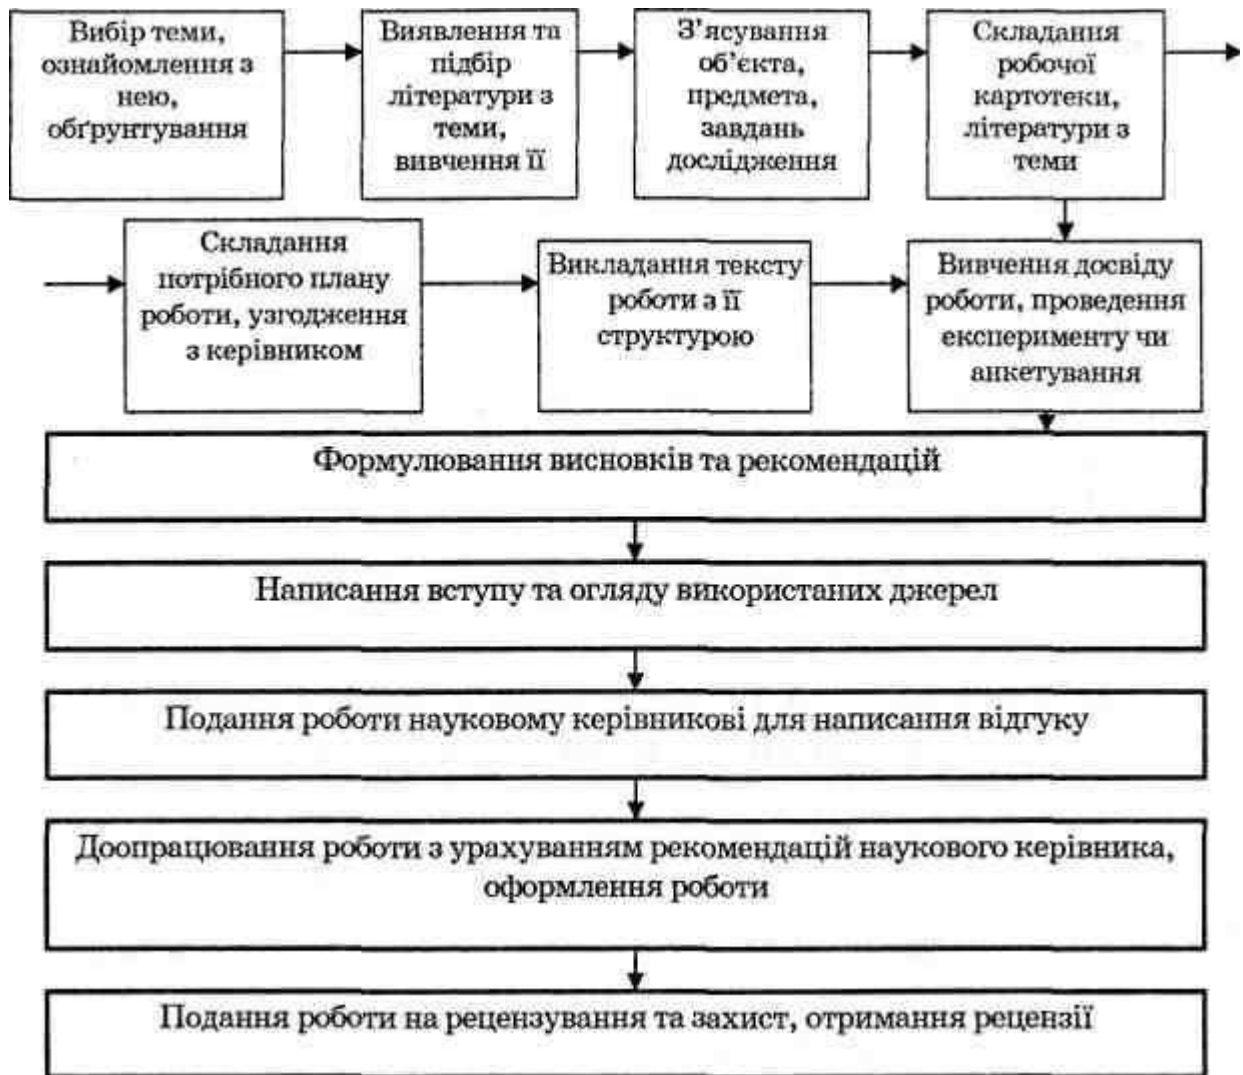 Вибір теми,
ознайомлення з
нею,
обґрунтування
Виявлення та
підбір
літератури з
теми,
вивчення її
З’ясування
об’єкта,
предмета,
завдань
дослідження
Складання
робочої
картотеки,
літератури з
теми
Складання
потрібного плану
роботи, узгодження
з керівником
Викладання тексту
роботи з її
структурою
Вивчення досвіду
роботи, проведення
експерименту чи
анкетування
Формулювання висновків та рекомендацій
Написання вступу та огляду використаних джерел
Подання роботи науковому керівникові для написання відгуку
Доопрацювання роботи з урахуванням рекомендацій наукового керівника,
оформлення роботи
Подання роботи на рецензування та захист, отримання рецензії